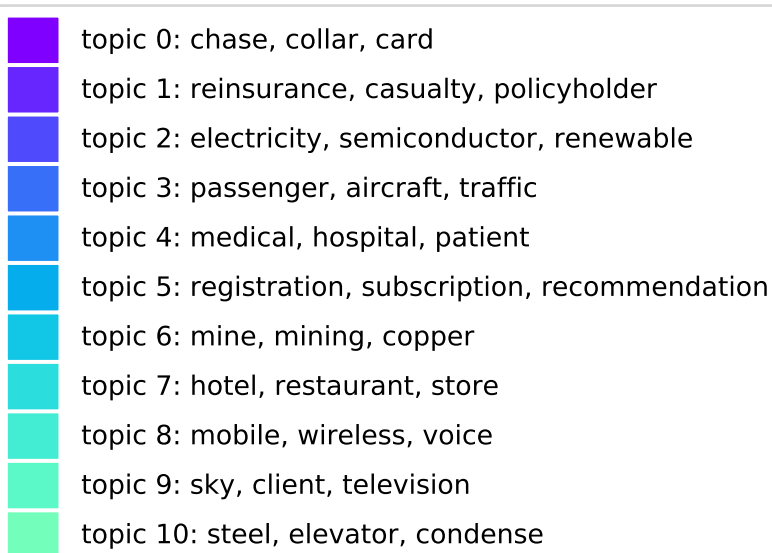 topic 0: chase, collar, card
topic 1: reinsurance, casualty, policyholder
topic 2: electricity, semiconductor, renewable
topic 3: passenger, aircraft, traffic
topic 4: medical, hospital, patient
topic 5: registration, subscription, recommendation
topic 6: mine, mining, copper
topic 7: hotel, restaurant, store
topic 8: mobile, wireless, voice
topic 9: sky, client, television
topic 10: steel, elevator, condense